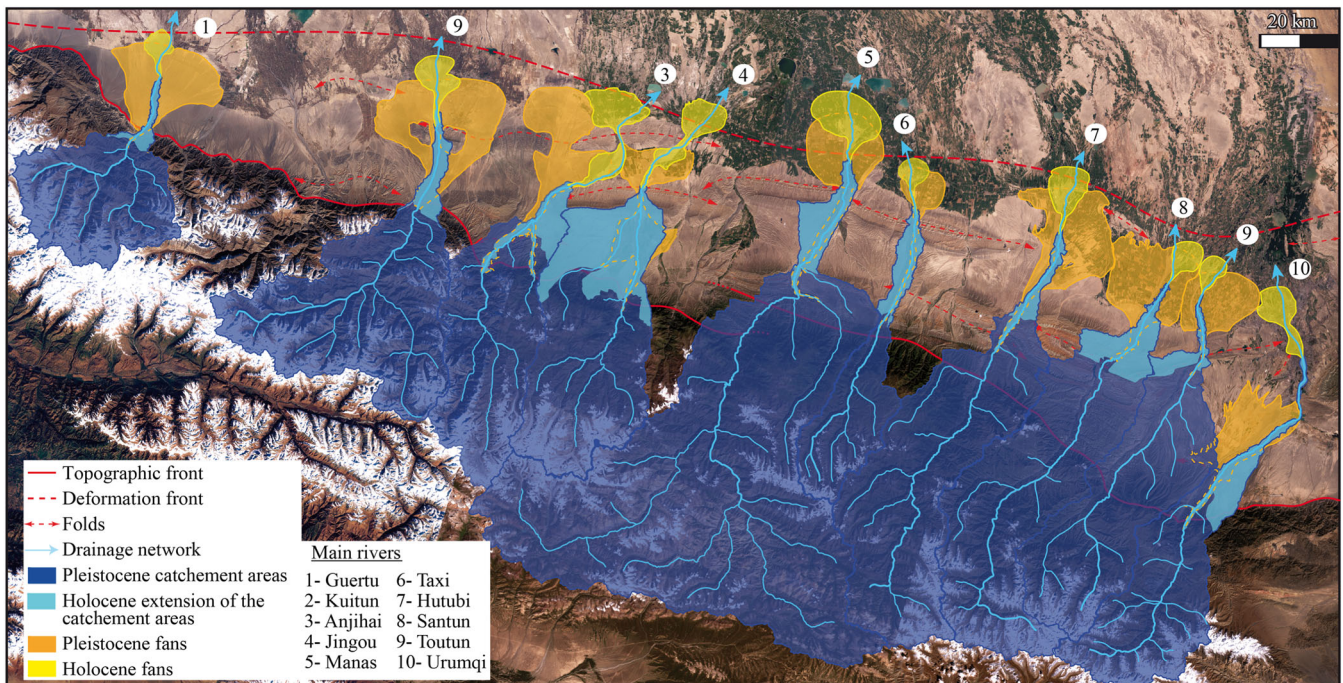 20 km
1
9
3
4
5
6
7
8
9
10
Topographic front
Deformation front
Folds
Drainage network
Pleistocene catchement areas
Holocene extension of the
catchement areas
Pleistocene fans
Holocene fans
Main rivers
1- Guertu 6- Taxi
2- Kuitun 7- Hutubi
3- Anjihai 8- Santun
4- Jingou 9- Toutun
5- Manas 10- Urumqi